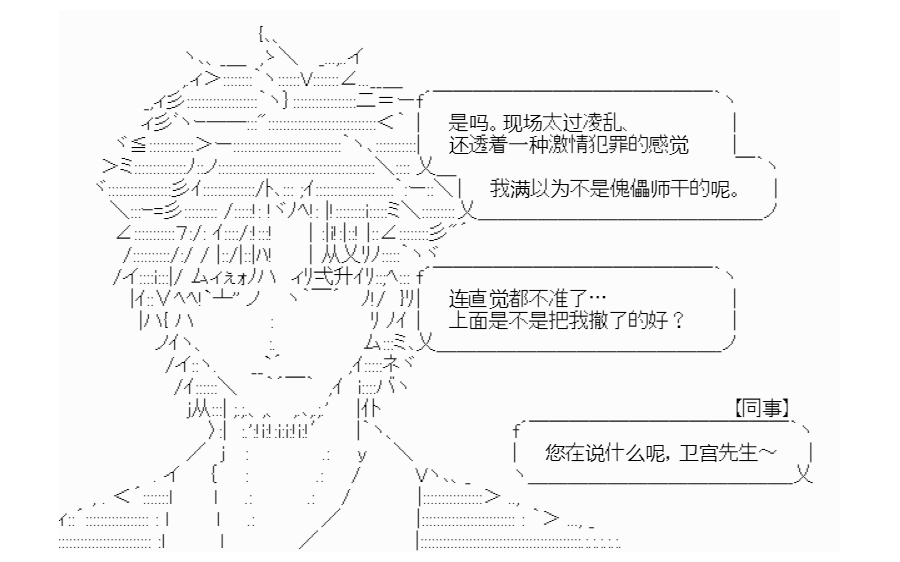 是吗。现场太过凌乱、
还透着一种激情犯罪的感觉
我满以为不是傀儡师干的呢。
连直觉都不准了…
上面是不是把我撤了的好？
【同事】
您在说什么呢，卫宫先生～